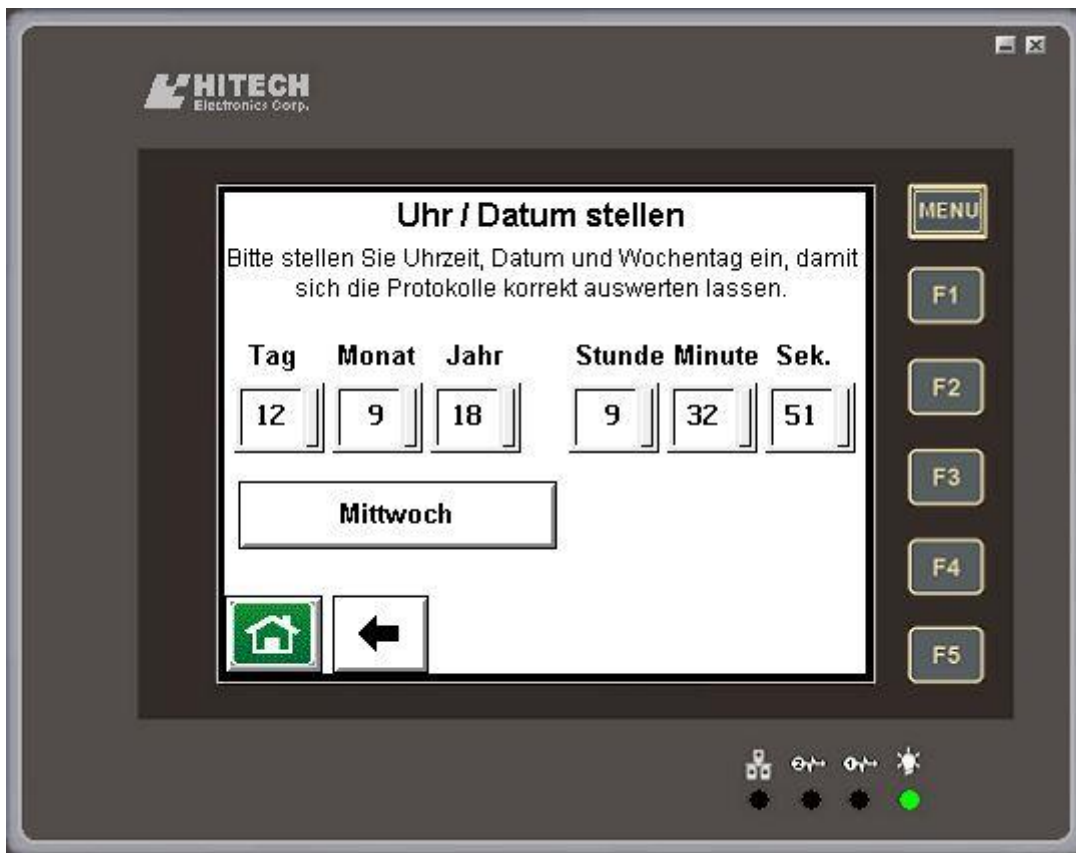 HITECH
Electronics Corp.
Uhr / Datum stellen
Bitte stellen Sie Uhrzeit, Datum und Wochentag ein, damit
sich die Protokolle korrekt auswerten lassen.
Tag Monat Jahr Stunde Minute Sek.
12 9 18 9 32 51
Mittwoch
MENU
F1
F2
F3
F4
F5
2 1